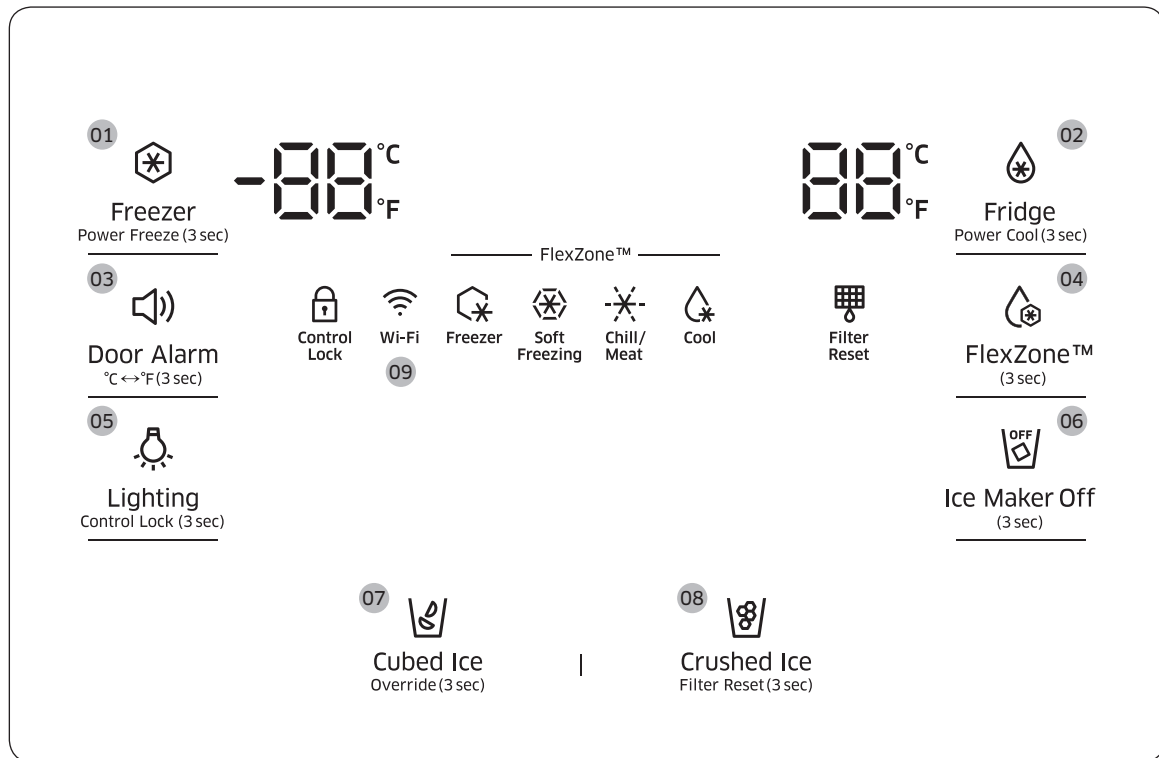 01
Freezer
Power Freeze (3 sec)
-88 °C
°F
88 °C
°F
02
Fridge
Power Cool (3 sec)
03
Door Alarm
°C↔°F (3 sec)
FlexZone™
Control
Lock
Wi-Fi
09
Freezer
Soft
Freezing
Chill/
Meat
Cool
Filter
Reset
04
FlexZone™
(3 sec)
05
Lighting
Control Lock (3 sec)
06
OFF
Ice Maker Off
(3 sec)
07
Cubed Ice
Override (3 sec)
08
Crushed Ice
Filter Reset (3 sec)